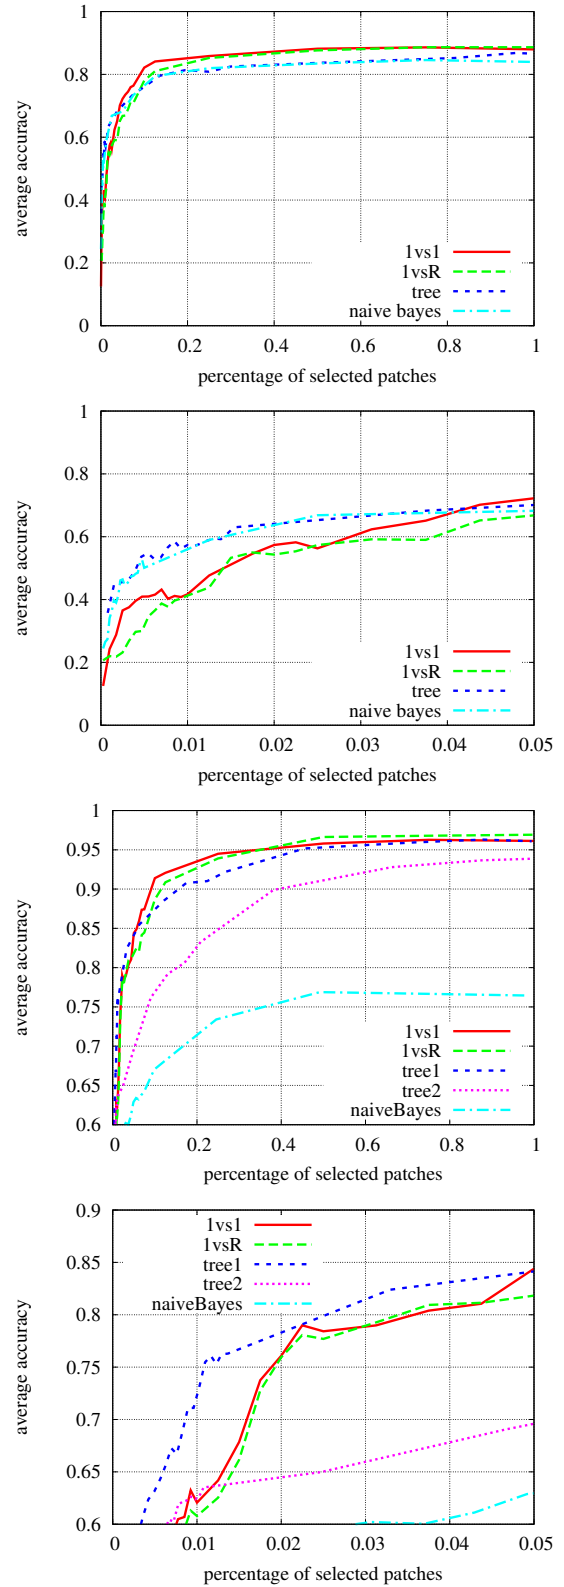 1
0.8
0.6
0.4
0.2
0
average accuracy
1vs1
1vsR
tree
naive bayes
0 0.2 0.4 0.6 0.8 1
percentage of selected patches
1
0.8
0.6
0.4
0.2
0
average accuracy
1vs1
1vsR
tree
naive bayes
0 0.01 0.02 0.03 0.04 0.05
percentage of selected patches
1
0.95
0.9
0.85
0.8
0.75
0.7
0.65
0.6
average accuracy
1vs1
1vsR
tree1
tree2
naiveBayes
0 0.2 0.4 0.6 0.8 1
percentage of selected patches
0.9
0.85
0.8
0.75
0.7
0.65
0.6
average accuracy
1vs1
1vsR
tree1
tree2
naiveBayes
0 0.01 0.02 0.03 0.04 0.05
percentage of selected patches